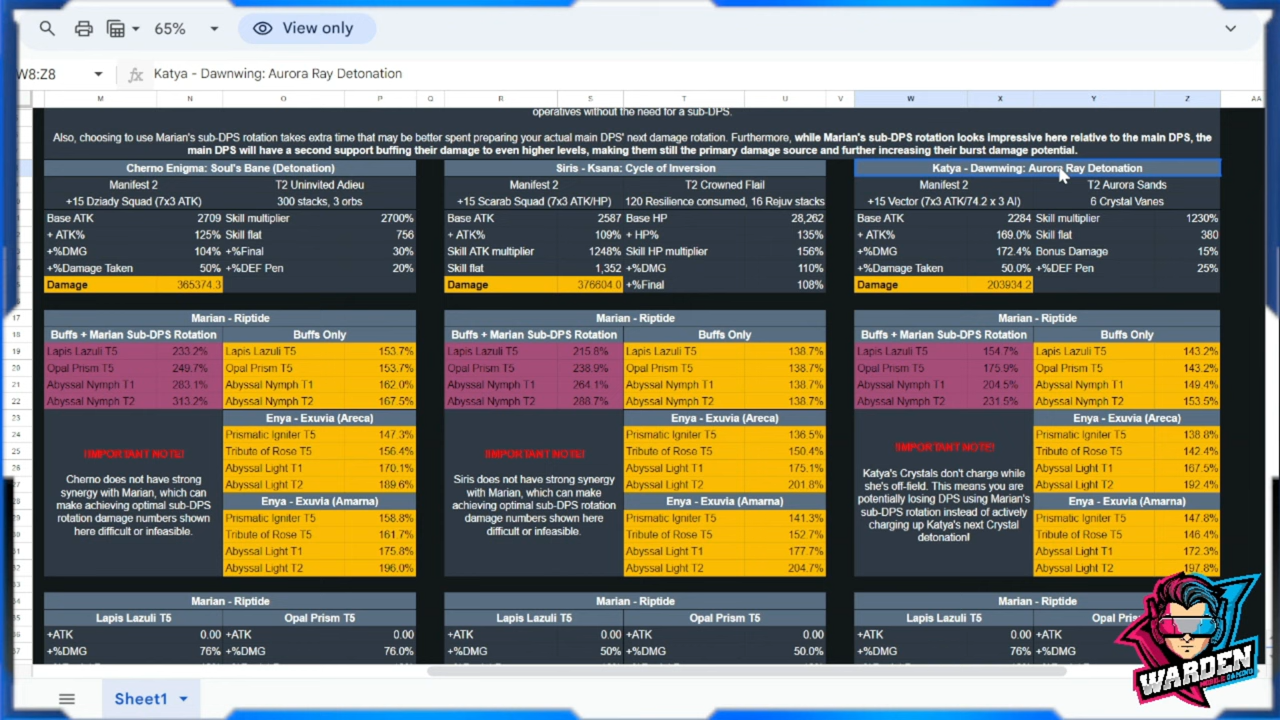 65%
View only
W8:Z8
fx
Katya - Dawnwing: Aurora Ray Detonation
M N O P Q R S T U V W X Y Z AA
operatives without the need for a sub-DPS.
Also, choosing to use Marian's sub-DPS rotation takes extra time that may be better spent preparing your actual main DPS' next damage rotation. Furthermore, while Marian's sub-DPS rotation looks impressive here relative to the main DPS, the
main DPS will have a second support buffing their damage to even higher levels, making them still the primary damage source and further increasing their burst damage potential.
Cherno Enigma: Soul's Bane (Detonation)
Manifest 2 T2 Uninvited Adieu
+15 Dziady Squad (7x3 ATK) 300 stacks, 3 orbs
Base ATK 2709 Skill multiplier 2700%
+ ATK% 125% Skill flat 756
+%DMG 104% +%Final 30%
+%Damage Taken 50% +%DEF Pen 20%
Damage 365374.3
Siris - Ksana: Cycle of Inversion
Manifest 2 T2 Crowned Flail
+15 Scarab Squad (7x3 ATK/HP) 120 Resilience consumed, 16 Rejuv stacks
Base ATK 2587 Base HP 28,262
+ ATK% 109% + HP% 135%
Skill ATK multiplier 1248% Skill HP multiplier 156%
Skill flat 1,352 +%DMG 110%
Damage 376604.0 +%Final 108%
Katya - Dawnwing: Aurora Ray Detonation
Manifest 2 T2 Aurora Sands
+15 Vector (7x3 ATK/74.2 x 3 AI) 6 Crystal Vanes
Base ATK 2284 Skill multiplier 1230%
+ ATK% 169.0% Skill flat 380
+%DMG 172.4% Bonus Damage 15%
+%Damage Taken 50.0% +%DEF Pen 25%
Damage 203934.2
17
18
19
20
21
22
23
24
25
26
27
28
29
30
31
32
33
34
35
36
37
Marian - Riptide
Buffs + Marian Sub-DPS Rotation Buffs Only
Lapis Lazuli T5 233.2% Lapis Lazuli T5 153.7%
Opal Prism T5 249.7% Opal Prism T5 153.7%
Abyssal Nymph T1 283.1% Abyssal Nymph T1 162.0%
Abyssal Nymph T2 313.2% Abyssal Nymph T2 167.5%
Enya - Exuvia (Areca)
Prismatic Igniter T5 147.3%
Tribute of Rose T5 156.4%
Abyssal Light T1 170.1%
Abyssal Light T2 189.6%
Enya - Exuvia (Amarna)
Prismatic Igniter T5 158.8%
Tribute of Rose T5 161.7%
Abyssal Light T1 175.8%
Abyssal Light T2 196.0%
!IMPORTANT NOTE!
Cherno does not have strong
synergy with Marian, which can
make achieving optimal sub-DPS
rotation damage numbers shown
here difficult or infeasible.
Marian - Riptide
Buffs + Marian Sub-DPS Rotation Buffs Only
Lapis Lazuli T5 215.8% Lapis Lazuli T5 138.7%
Opal Prism T5 238.9% Opal Prism T5 138.7%
Abyssal Nymph T1 264.1% Abyssal Nymph T1 138.7%
Abyssal Nymph T2 288.7% Abyssal Nymph T2 138.7%
Enya - Exuvia (Areca)
Prismatic Igniter T5 136.5%
Tribute of Rose T5 150.4%
Abyssal Light T1 175.1%
Abyssal Light T2 201.8%
Enya - Exuvia (Amarna)
Prismatic Igniter T5 141.3%
Tribute of Rose T5 152.7%
Abyssal Light T1 177.7%
Abyssal Light T2 204.7%
!IMPORTANT NOTE!
Siris does not have strong
synergy with Marian, which can
make achieving optimal sub-DPS
rotation damage numbers shown
here difficult or infeasible.
Marian - Riptide
Buffs + Marian Sub-DPS Rotation Buffs Only
Lapis Lazuli T5 154.7% Lapis Lazuli T5 143.2%
Opal Prism T5 175.9% Opal Prism T5 143.2%
Abyssal Nymph T1 204.5% Abyssal Nymph T1 149.4%
Abyssal Nymph T2 231.5% Abyssal Nymph T2 153.5%
Enya - Exuvia (Areca)
Prismatic Igniter T5 138.8%
Tribute of Rose T5 142.4%
Abyssal Light T1 167.5%
Abyssal Light T2 192.4%
Enya - Exuvia (Amarna)
Prismatic Igniter T5 147.8%
Tribute of Rose T5 146.4%
Abyssal Light T1 172.3%
Abyssal Light T2 197.8%
!IMPORTANT NOTE!
Katya's Crystals don't charge while
she's off-field. This means you are
potentially losing DPS using Marian's
sub-DPS rotation instead of actively
charging up Katya's next Crystal
detonation!
Marian - Riptide
Lapis Lazuli T5 Opal Prism T5
+ATK 0.00 +ATK 0.00
+%DMG 76% +%DMG 76.0%
Marian - Riptide
Lapis Lazuli T5 Opal Prism T5
+ATK 0.00 +ATK 0.00
+%DMG 50% +%DMG 50.0%
Marian - Riptide
Lapis Lazuli T5 Opal
+ATK 0.00 +ATK
+%DMG 76% +%DMG
Sheet1
WARDEN
MOBILE GAMING